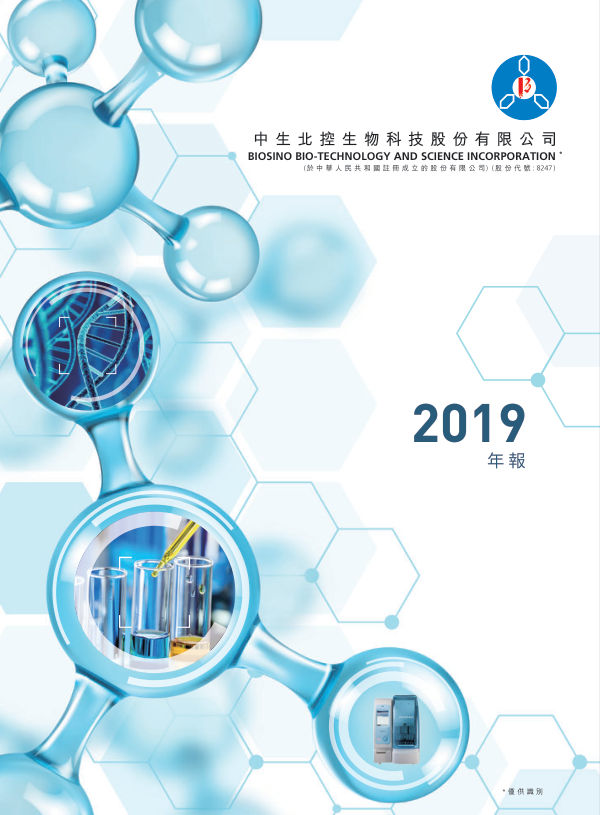 中生北控生物科技股份有限公司
BIOSINO BIO-TECHNOLOGY AND SCIENCE INCORPORATION *
(於中華人民共和國註冊成立的股份有限公司) (股份代號: 8247)
2019
年報
* 僅供識別